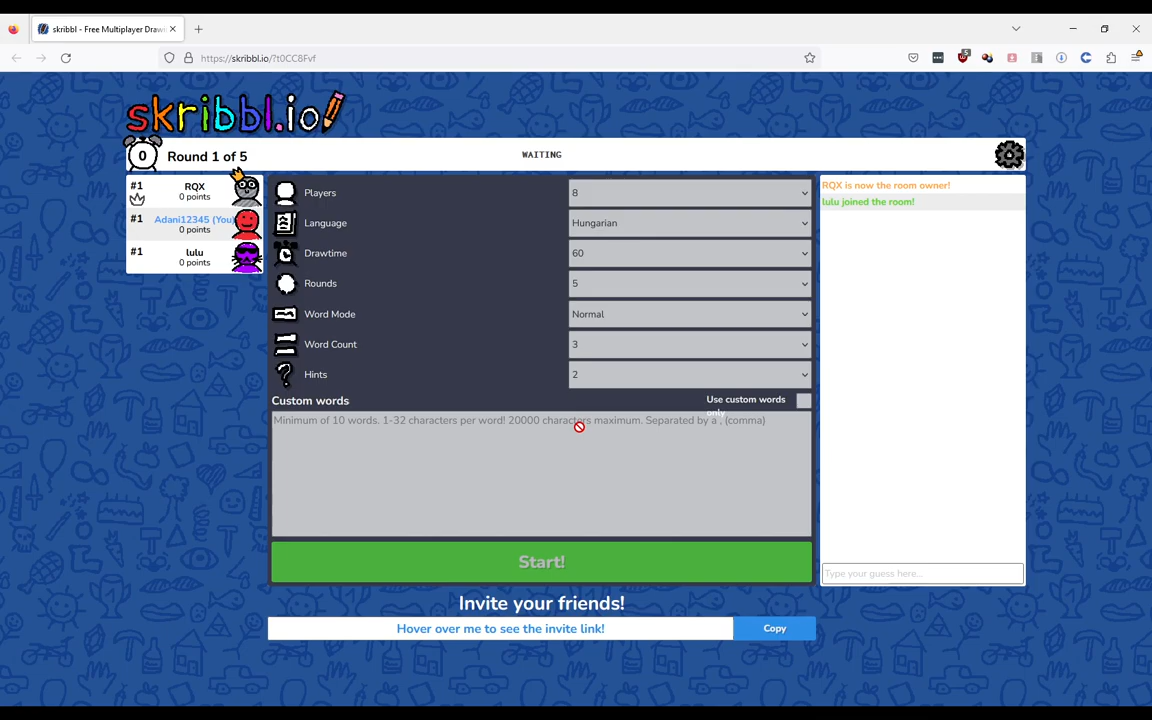 skribbl - Free Multiplayer Drawi
https://skribbl.io/?t0CC8Fvf
5
skribbl.io
0
Round 1 of 5
WAITING
#1
RQX
0 points
#1
Adani12345 (You)
0 points
#1
lulu
0 points
Players
8
Language
Hungarian
Drawtime
60
Rounds
5
Word Mode
Normal
Word Count
3
Hints
2
Custom words
Use custom words
only
Minimum of 10 words. 1-32 characters per word! 20000 characters maximum. Separated by a , (comma)
Start!
Invite your friends!
Hover over me to see the invite link!
Copy
RQX is now the room owner!
lulu joined the room!
Type your guess here...